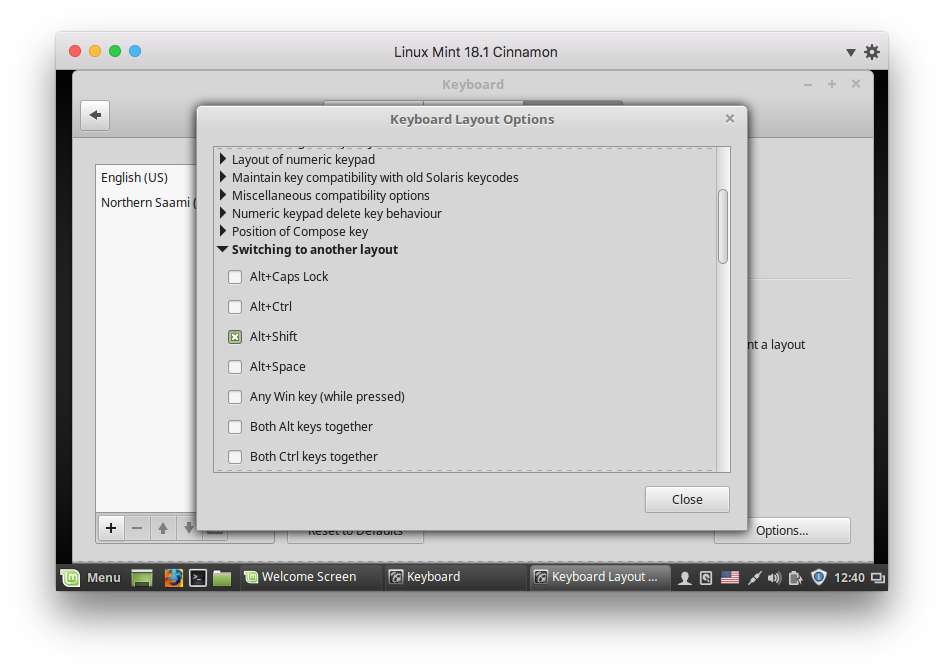 Linux Mint 18.1 Cinnamon
Keyboard
Keyboard Layout Options
English (US)
Northern Saami (
Layout of numeric keypad
Maintain key compatibility with old Solaris keycodes
Miscellaneous compatibility options
Numeric keypad delete key behaviour
Position of Compose key
Switching to another layout
Alt+Caps Lock
Alt+Ctrl
Alt+Shift
Alt+Space
Any Win key (while pressed)
Both Alt keys together
Both Ctrl keys together
a layout
Close
Reset to Defaults
Options...
Menu
Welcome Screen
Keyboard
Keyboard Layout ...
12:40